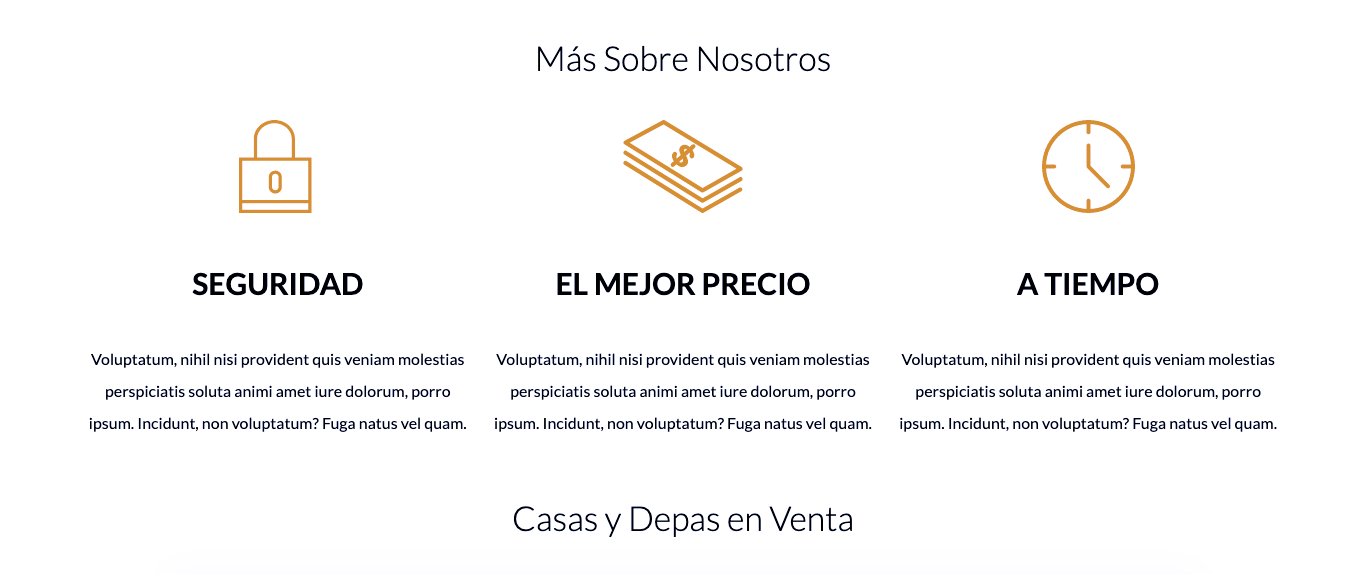 Más Sobre Nosotros
SEGURIDAD
Voluptatum, nihil nisi provident quis veniam molestias
perspiciatis soluta animi amet iure dolorum, porro
ipsum. Incidunt, non voluptatum? Fuga natus vel quam.
$
EL MEJOR PRECIO
Voluptatum, nihil nisi provident quis veniam molestias
perspiciatis soluta animi amet iure dolorum, porro
ipsum. Incidunt, non voluptatum? Fuga natus vel quam.
A TIEMPO
Voluptatum, nihil nisi provident quis veniam molestias
perspiciatis soluta animi amet iure dolorum, porro
ipsum. Incidunt, non voluptatum? Fuga natus vel quam.
Casas y Depas en Venta